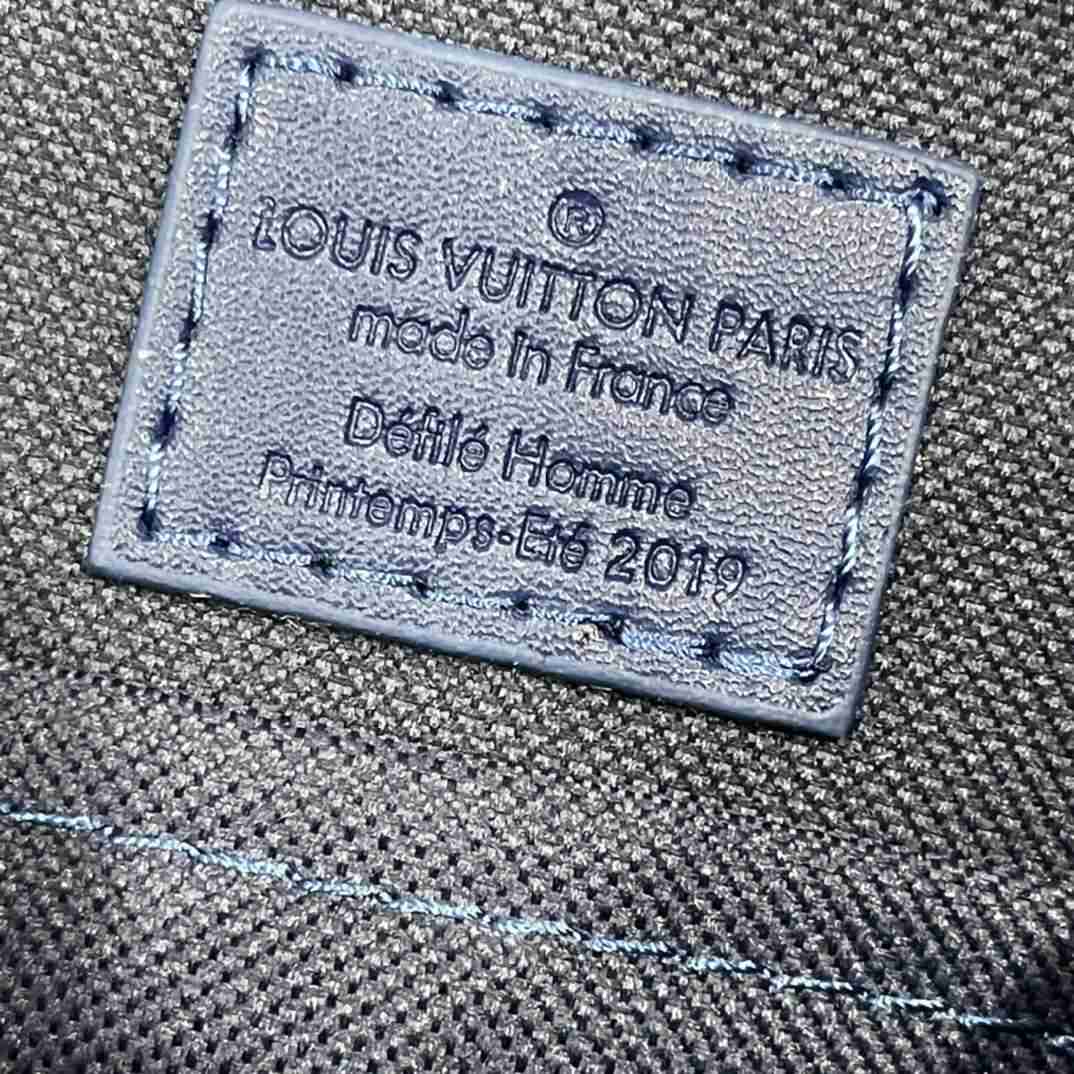 ®
LOUIS VUITTON PARIS
made in France
Défilé Homme
Printemps-Eté 2019